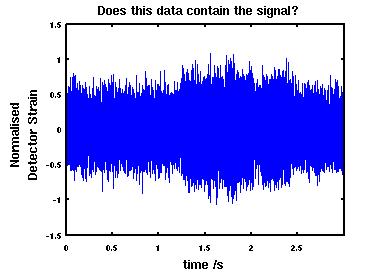 Does this data contain the signal?
1.5
1
0.5
0
-0.5
-1
-1.5
Normalised
Detector Strain
0 0.5 1 1.5 2 2.5
time /s